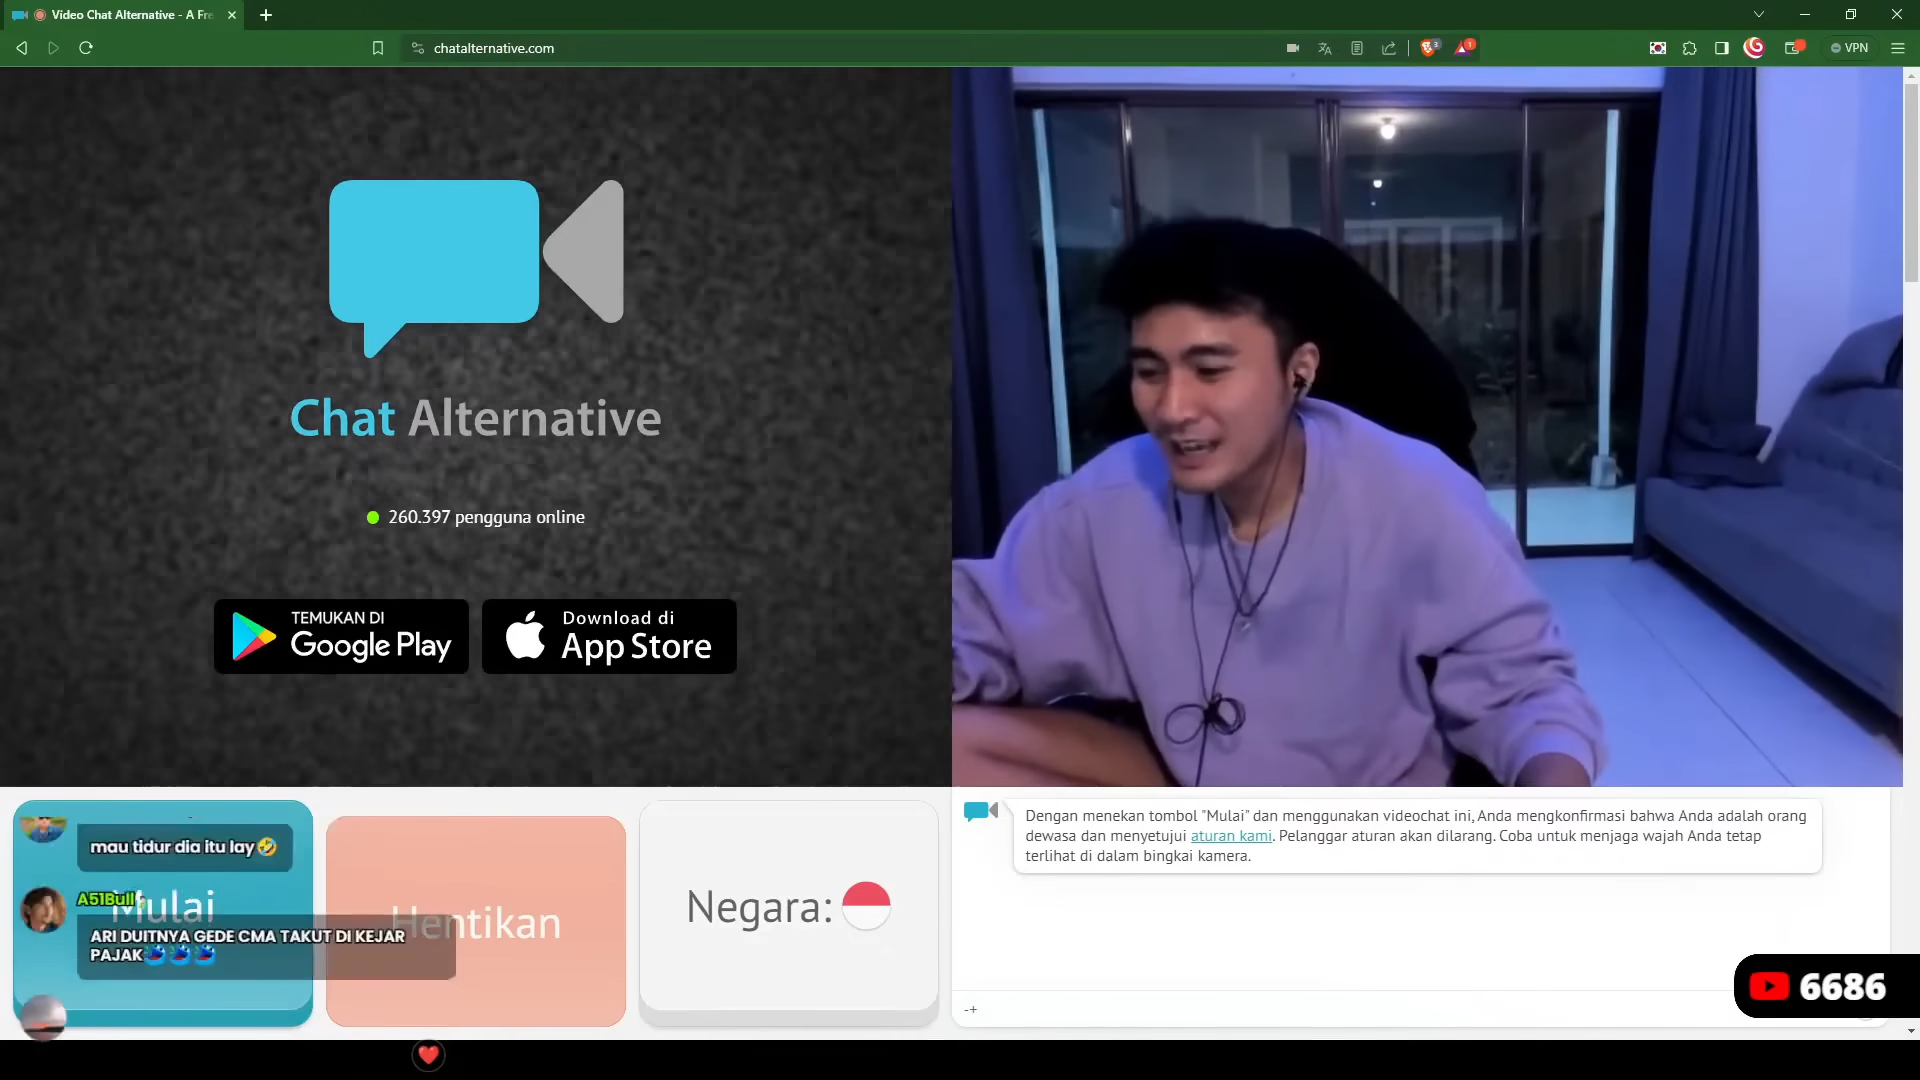 Video Chat Alternative - A Fre
chatalternative.com
3
1
VPN
Chat Alternative
260.397 pengguna online
TEMUKAN DI
Google Play
Download di
App Store
mau tidur dia itu lay🤣
Mulai
A51Bull
ARI DUITNYA GEDE CMA TAKUT DI KEJAR
PAJAK
Hentikan
Negara:
Dengan menekan tombol "Mulai" dan menggunakan videochat ini, Anda mengkonfirmasi bahwa Anda adalah orang
dewasa dan menyetujui aturan kami. Pelanggar aturan akan dilarang. Coba untuk menjaga wajah Anda tetap
terlihat di dalam bingkai kamera.
-+
6686